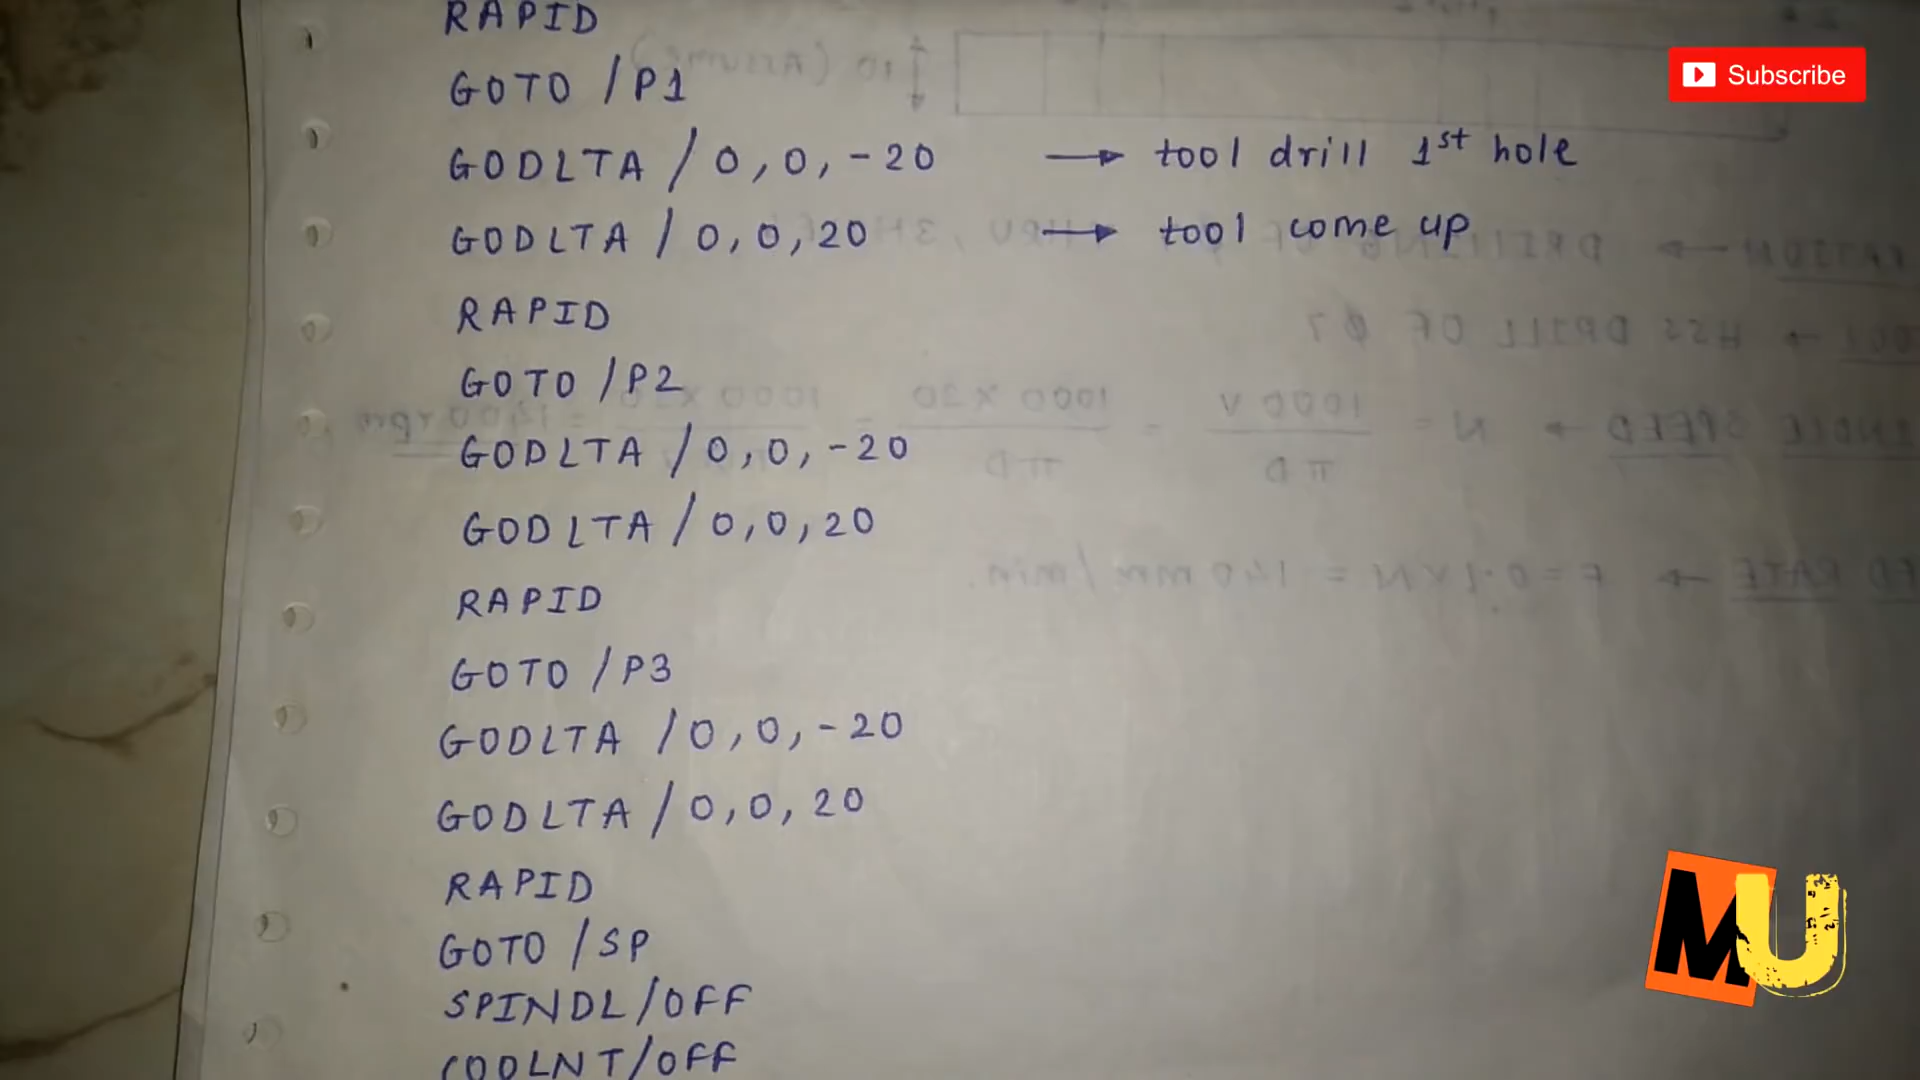 RAPID
GOTO /P1
GODLTA / 0,0,-20 → tool drill 1st hole
GODLTA / 0,0,20 → tool come up
RAPID
GOTO /P2
GODLTA / 0,0,-20
GODLTA / 0,0,20
RAPID
GOTO /P3
GODLTA / 0,0,-20
GODLTA / 0,0,20
RAPID
GOTO /SP
SPINDL/OFF
COOLNT/OFF
Subscribe
MU